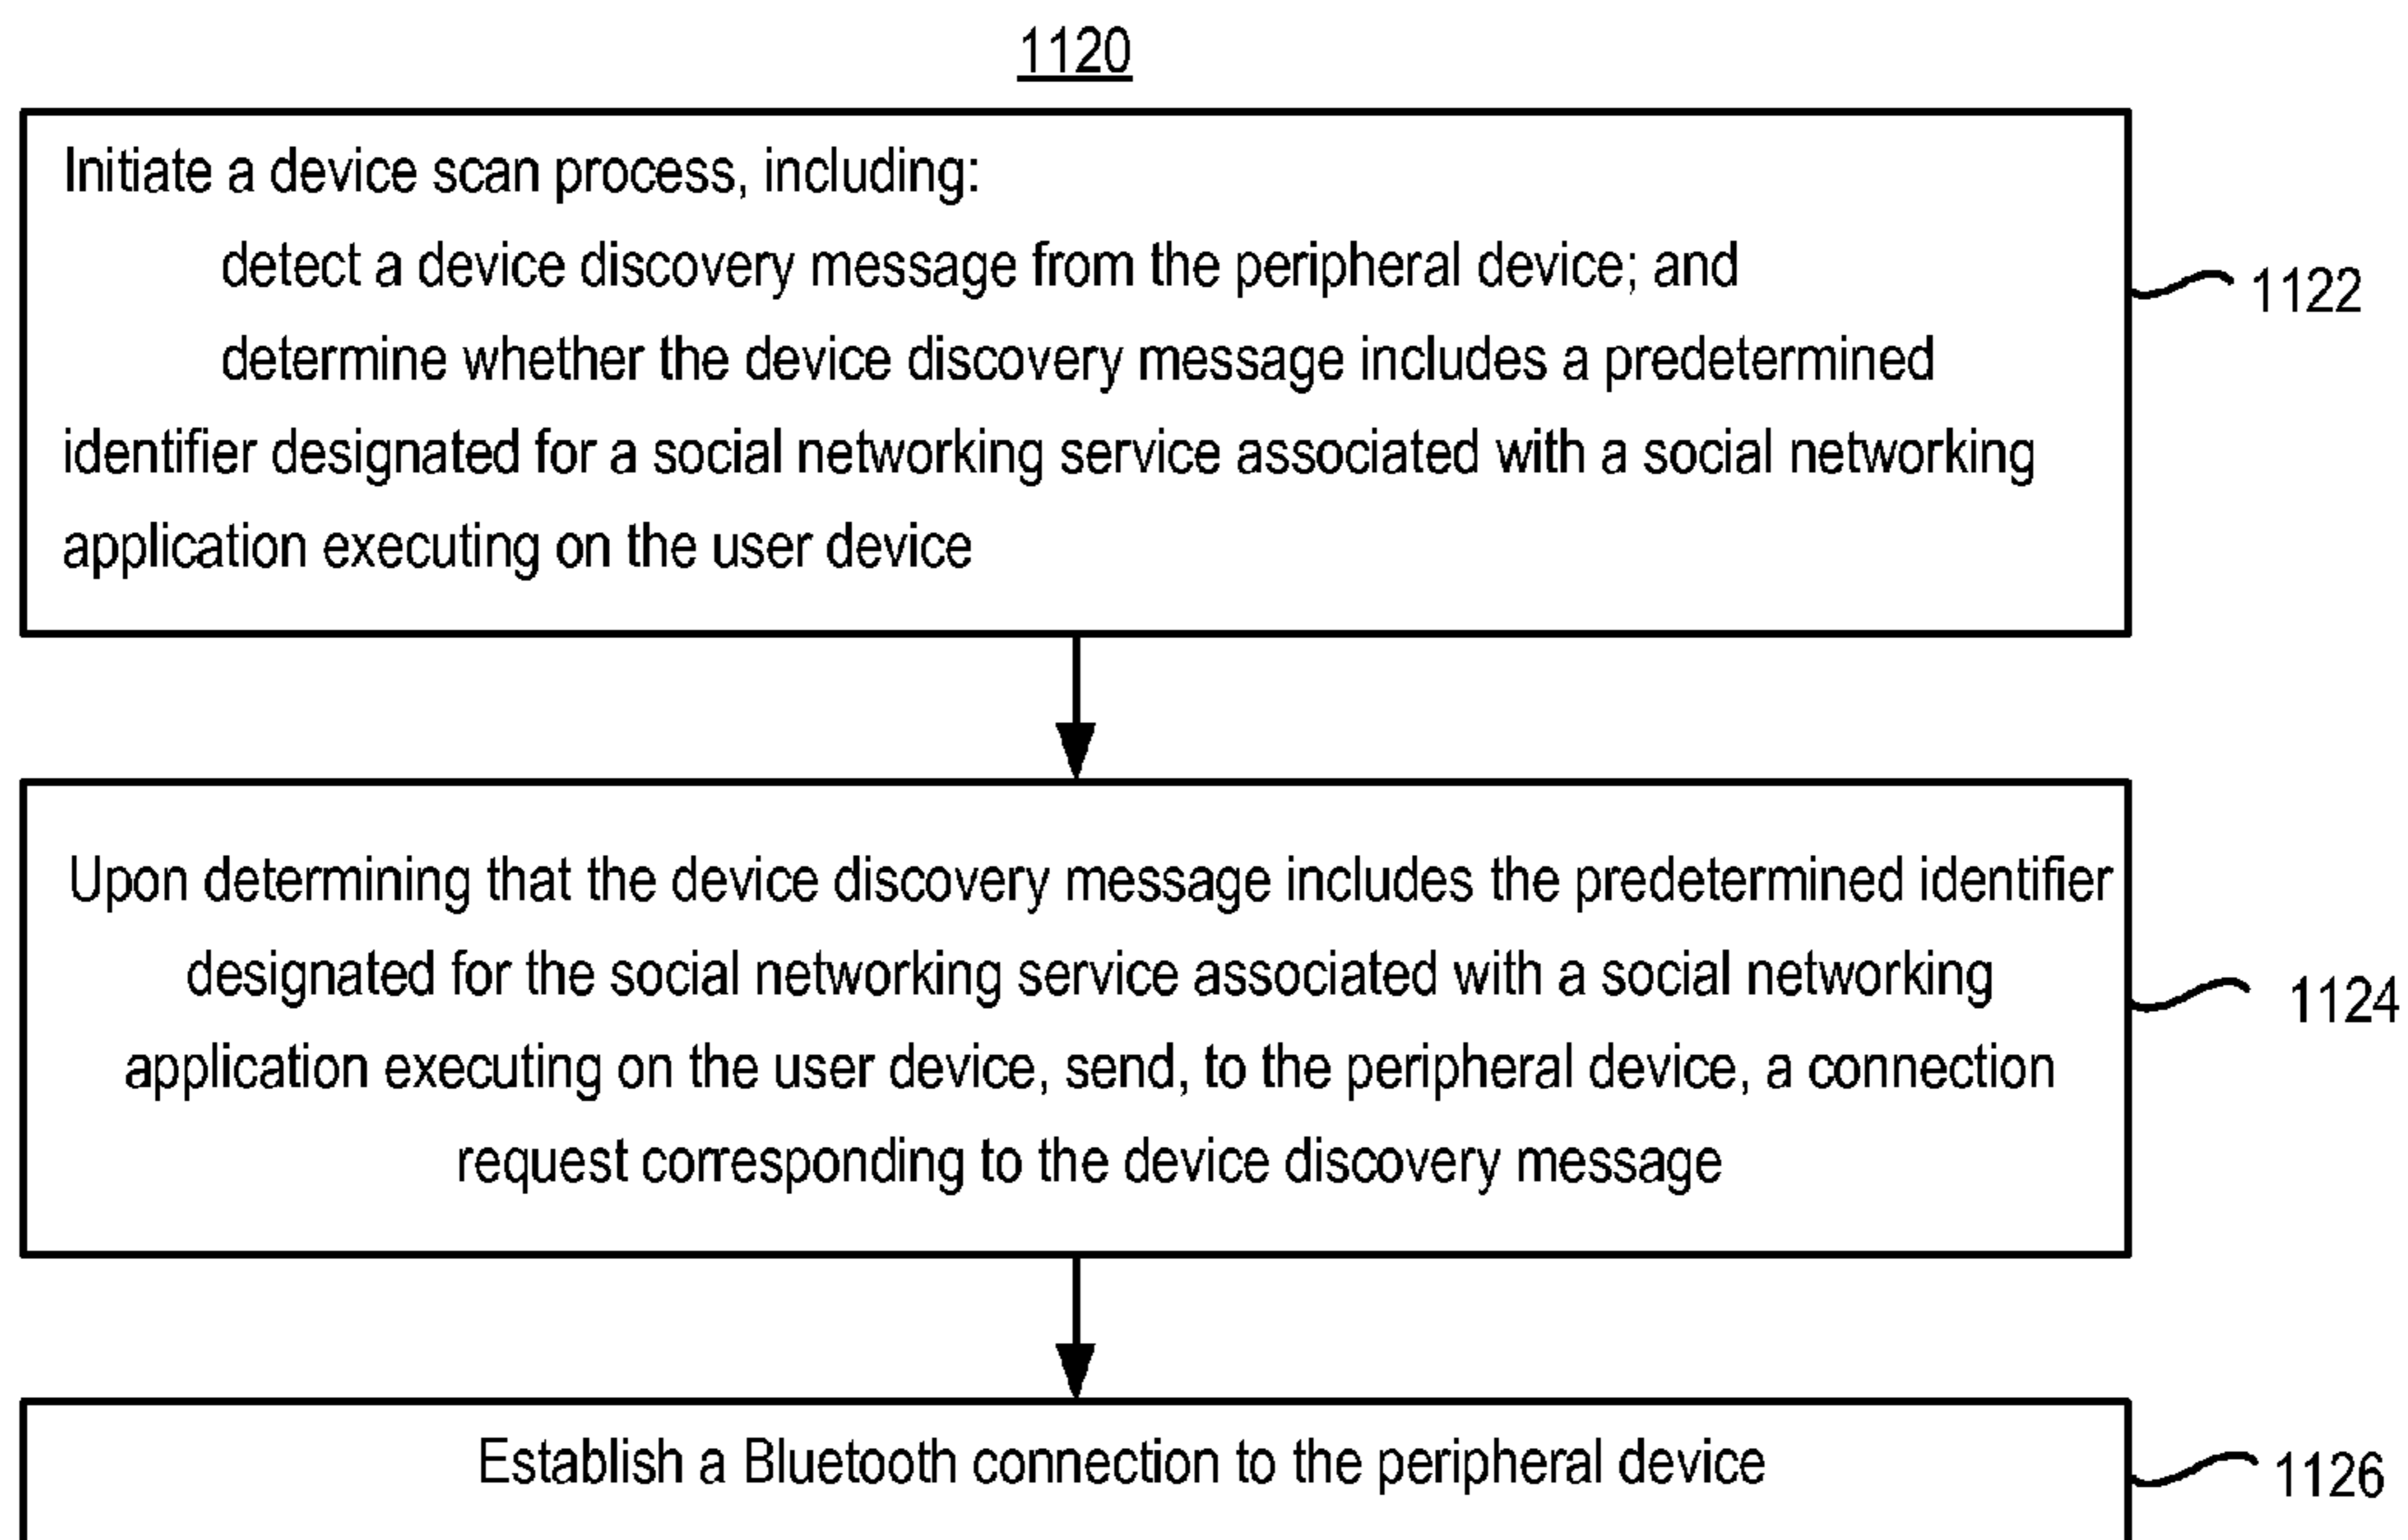 1120
Initiate a device scan process, including:
detect a device discovery message from the peripheral device; and
determine whether the device discovery message includes a predetermined
identifier designated for a social networking service associated with a social networking
application executing on the user device
1122
Upon determining that the device discovery message includes the predetermined identifier
designated for the social networking service associated with a social networking
application executing on the user device, send, to the peripheral device, a connection
request corresponding to the device discovery message
1124
Establish a Bluetooth connection to the peripheral device
1126